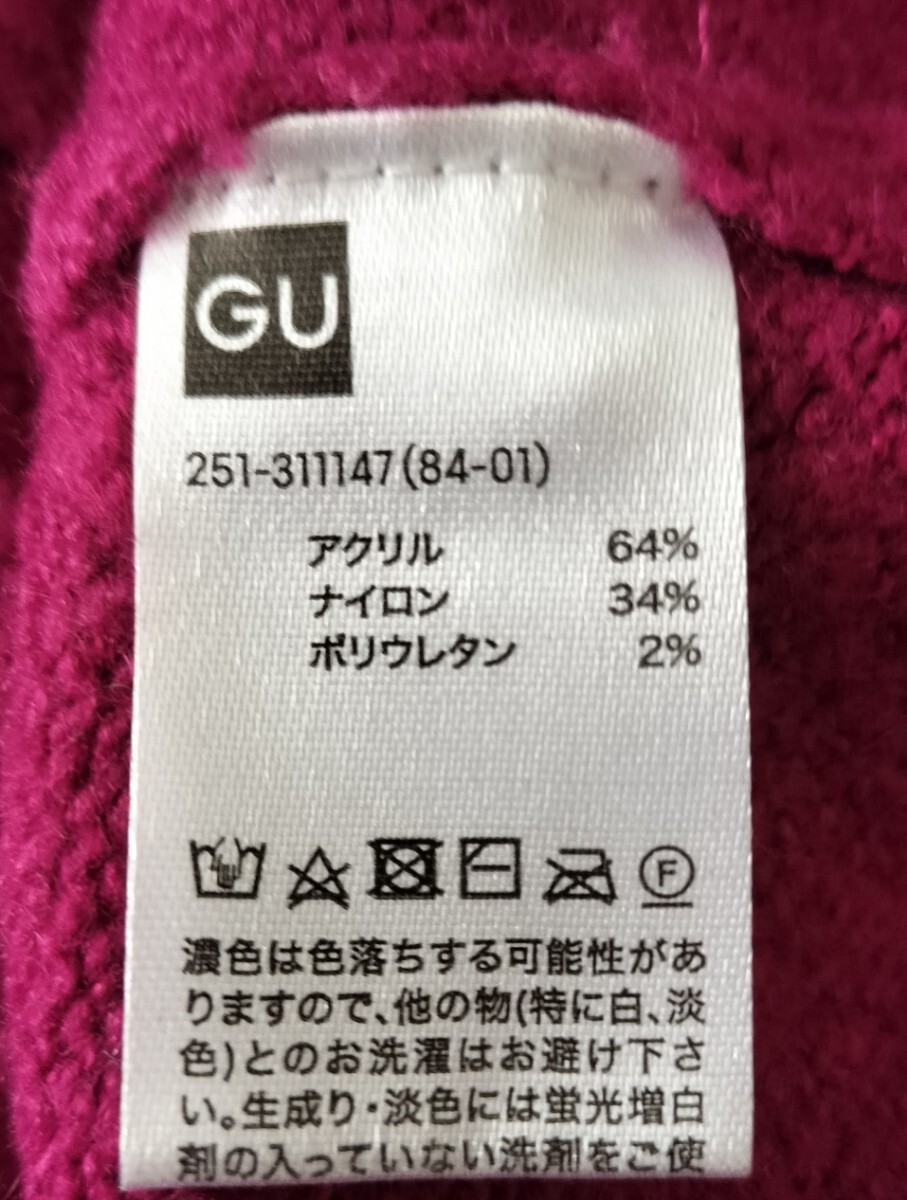 GU
251-311147(84-01)
アクリル 64%
ナイロン 34%
ポリウレタン 2%
F
濃色は色落ちする可能性があ
りますので、他の物(特に白、淡
色)とのお洗濯はお避け下さ
い。生成り・淡色には蛍光増白
剤の入っていない洗剤をご使